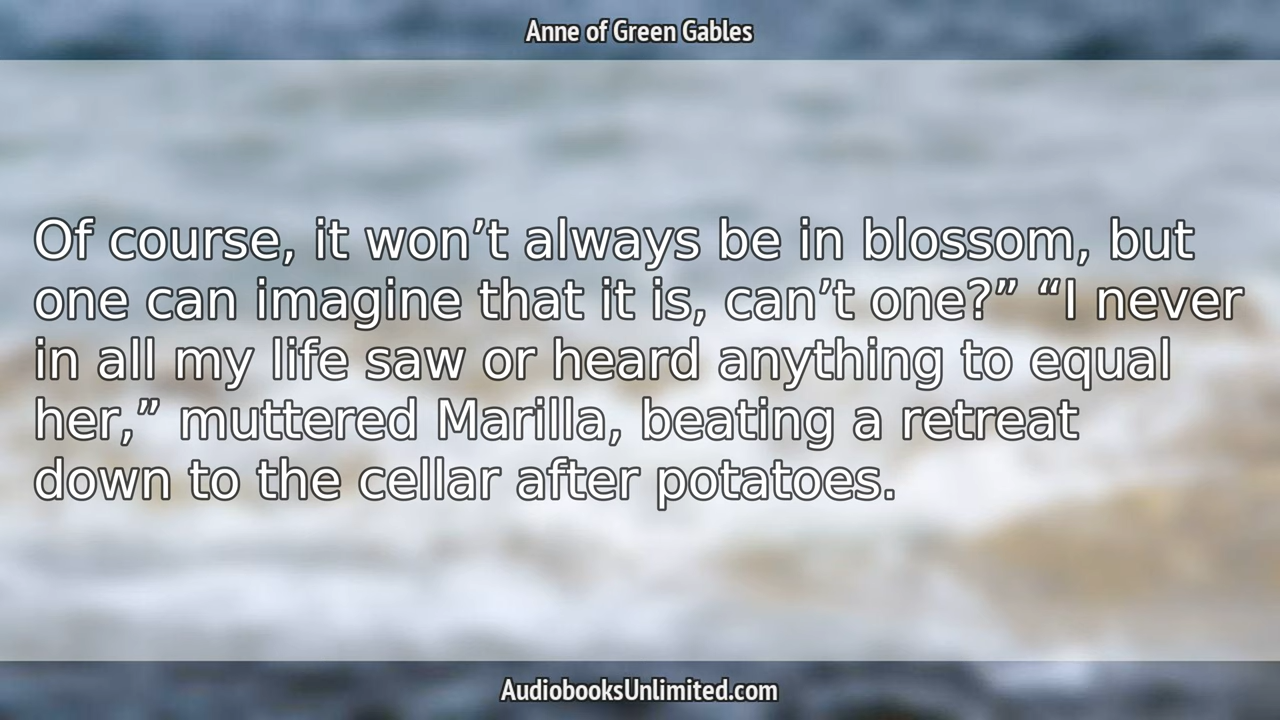 Anne of Green Gables
Of course, it won’t always be in blossom, but
one can imagine that it is, can’t one?” “I never
in all my life saw or heard anything to equal
her,” muttered Marilla, beating a retreat
down to the cellar after potatoes.
AudiobooksUnlimited.com